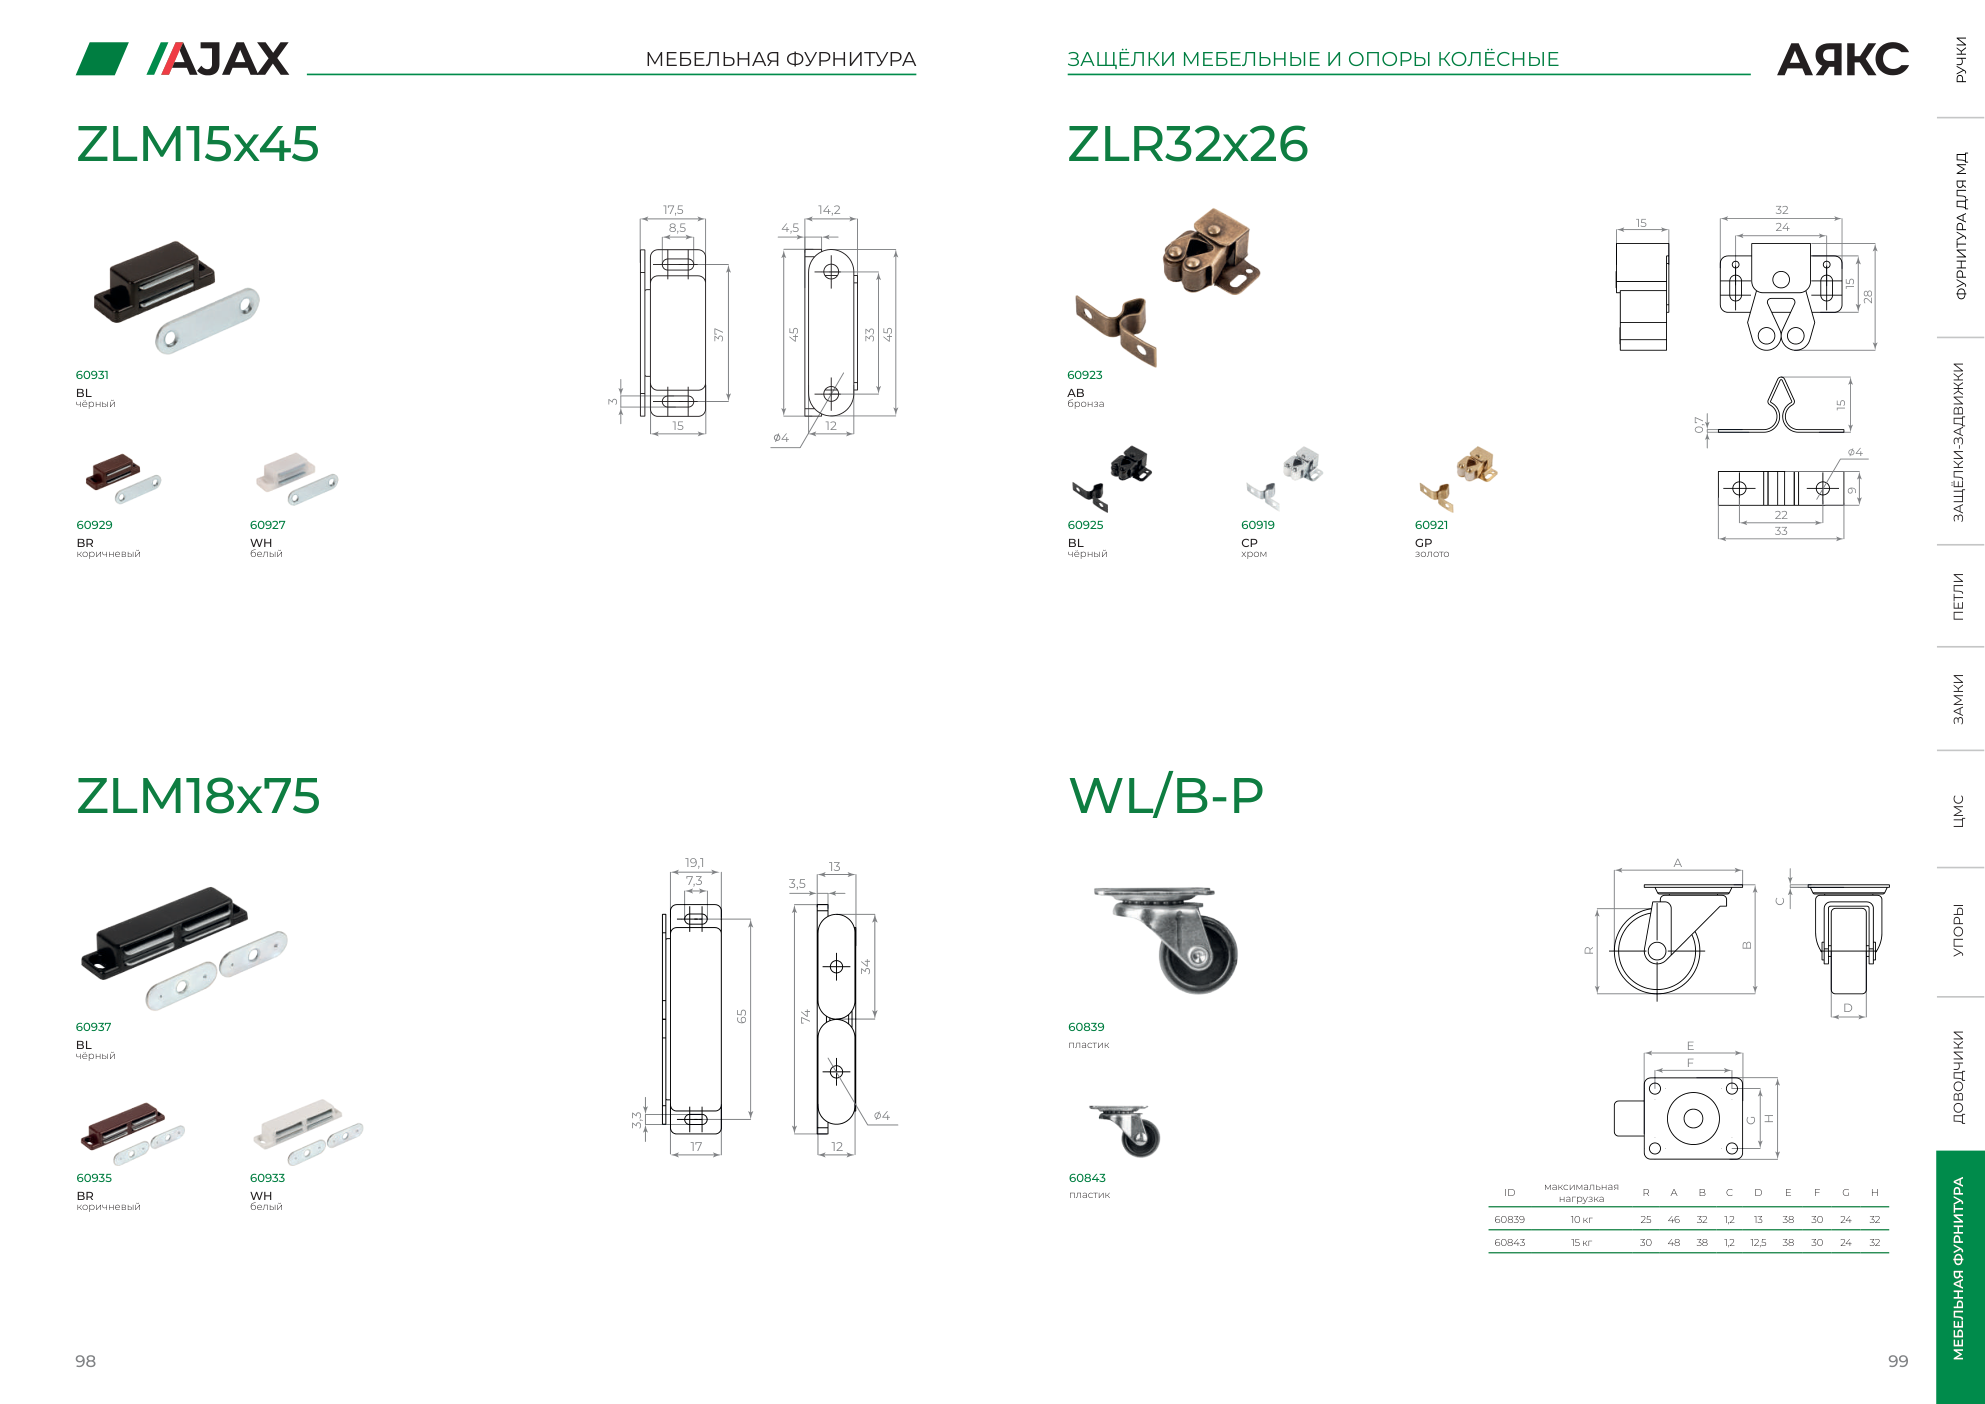 AJAX
МЕБЕЛЬНАЯ ФУРНИТУРА
ZLM15x45
60931
BL
чёрный
60929
BR
коричневый
60927
WH
белый
17,5
8,5
37
3
15
14,2
4,5
45
33
45
12
ø4
ZLM18x75
60937
BL
чёрный
60935
BR
коричневый
60933
WH
белый
19,1
7,3
65
3,3
17
13
3,5
34
74
12
ø4
98
ЗАЩЁЛКИ МЕБЕЛЬНЫЕ И ОПОРЫ КОЛЁСНЫЕ
АЯКС
ZLR32x26
60923
AB
бронза
60925
BL
чёрный
60919
CP
хром
60921
GP
золото
15
32
24
15
28
15
0,7
ø4
9
22
33
WL/B-P
60839
пластик
60843
пластик
A
C
R
B
D
E
F
G
H
ID максимальная нагрузка R A B C D E F G H
60839 10 кг 25 46 32 1,2 13 38 30 24 32
60843 15 кг 30 48 38 1,2 12,5 38 30 24 32
99
РУЧКИ
ФУРНИТУРА ДЛЯ МД
ЗАЩЁЛКИ-ЗАДВИЖКИ
ПЕТЛИ
ЗАМКИ
ЦМС
УПОРЫ
ДОВОДЧИКИ
МЕБЕЛЬНАЯ ФУРНИТУРА